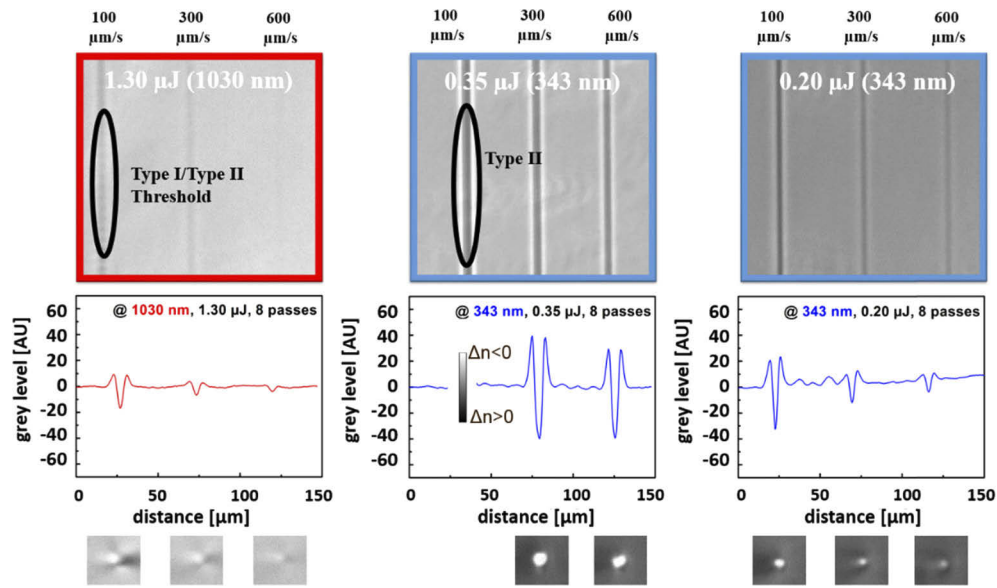 100 300 600
µm/s µm/s µm/s
1.30 µJ (1030 nm)
Type I/Type II
Threshold
100 300 600
µm/s µm/s µm/s
0.35 µJ (343 nm)
Type II
100 300 600
µm/s µm/s µm/s
0.20 µJ (343 nm)
@ 1030 nm, 1.30 µJ, 8 passes
grey level [AU]
60
40
20
0
-20
-40
-60
0 50 100 150
distance [µm]
@ 343 nm, 0.35 µJ, 8 passes
Δn<0
Δn>0
grey level [AU]
60
40
20
0
-20
-40
-60
0 50 100 150
distance [µm]
@ 343 nm, 0.20 µJ, 8 passes
grey level [AU]
60
40
20
0
-20
-40
-60
0 50 100 150
distance [µm]